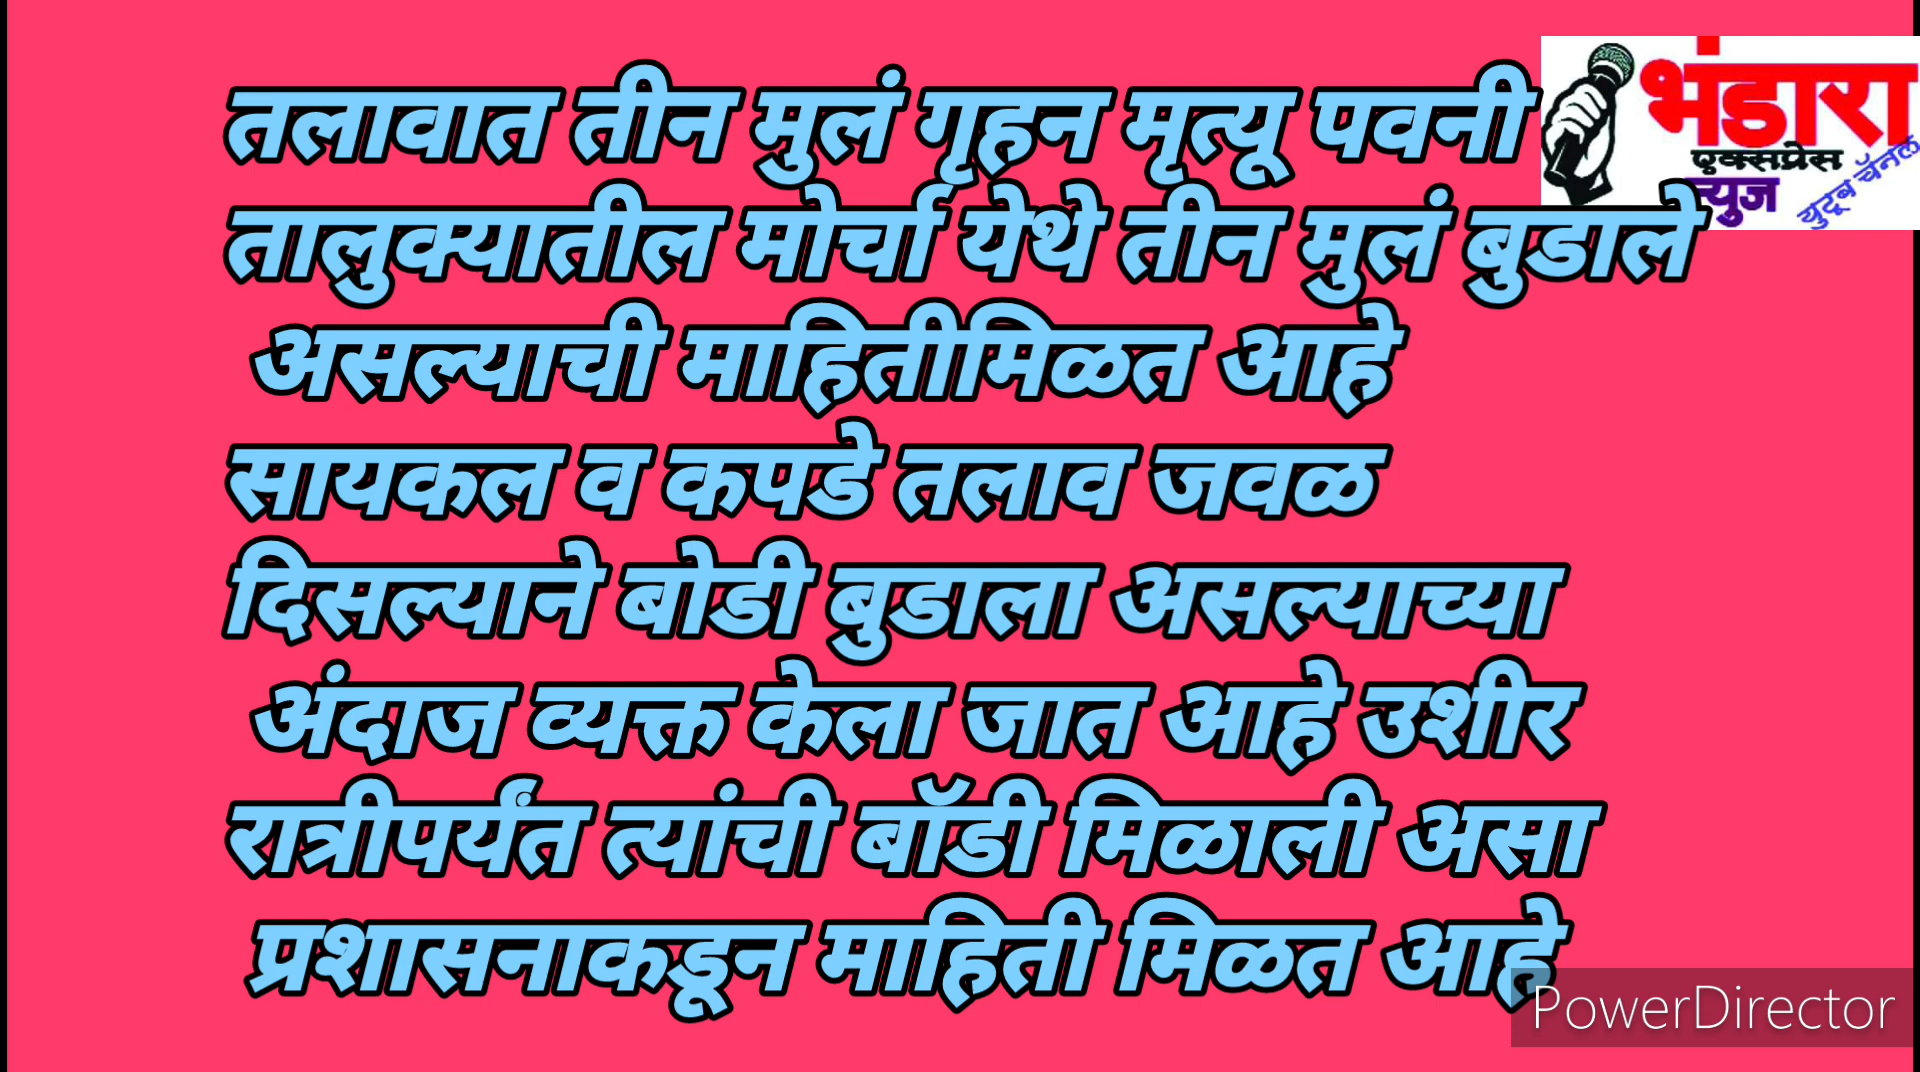 तलावात तीन मुलं गृहन मृत्यू पवनी
तालुक्यातील मोर्चा येथे तीन मुलं बुडाले
असल्याची माहितीमिळत आहे
सायकल व कपडे तलाव जवळ
दिसल्याने बोडी बुडाला असल्याच्या
अंदाज व्यक्त केला जात आहे उशीर
रात्रीपर्यंत त्यांची बॉडी मिळाली असा
प्रशासनाकडून माहिती मिळत आहे
भंडारा
एक्सप्रेस
न्युज
युटूब चॅनल
PowerDirector